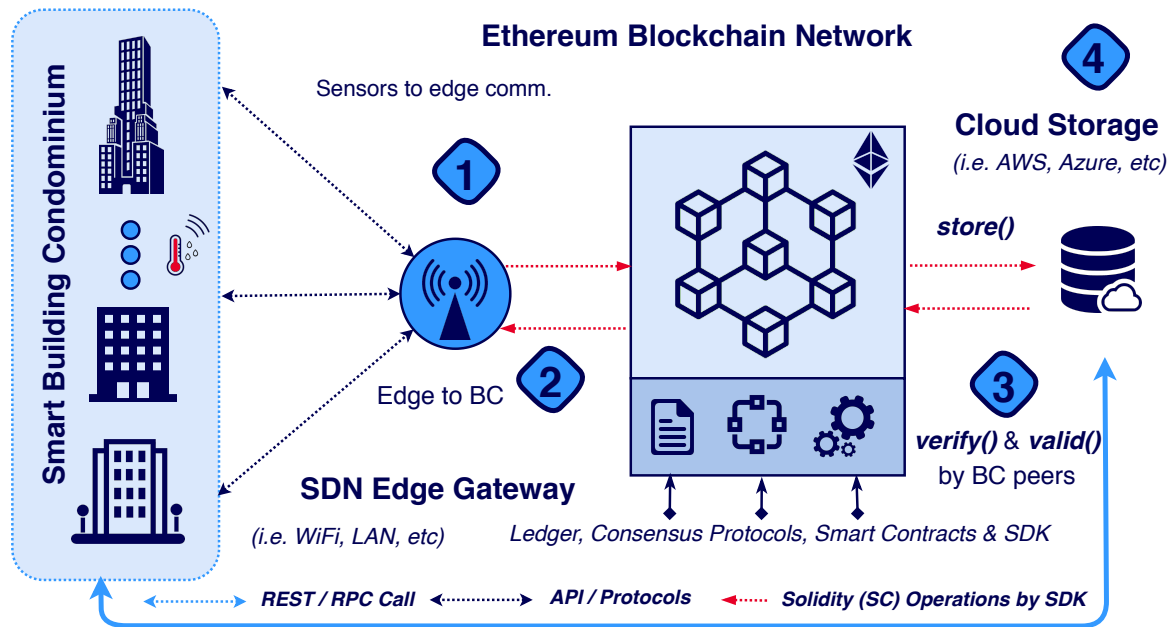 Ethereum Blockchain Network
4
Sensors to edge comm.
Cloud Storage
(i.e. AWS, Azure, etc)
1
Smart Building Condominium
store()
Edge to BC
2
3
verify() & valid()
by BC peers
SDN Edge Gateway
(i.e. WiFi, LAN, etc)
Ledger, Consensus Protocols, Smart Contracts & SDK
REST / RPC Call
API / Protocols
Solidity (SC) Operations by SDK